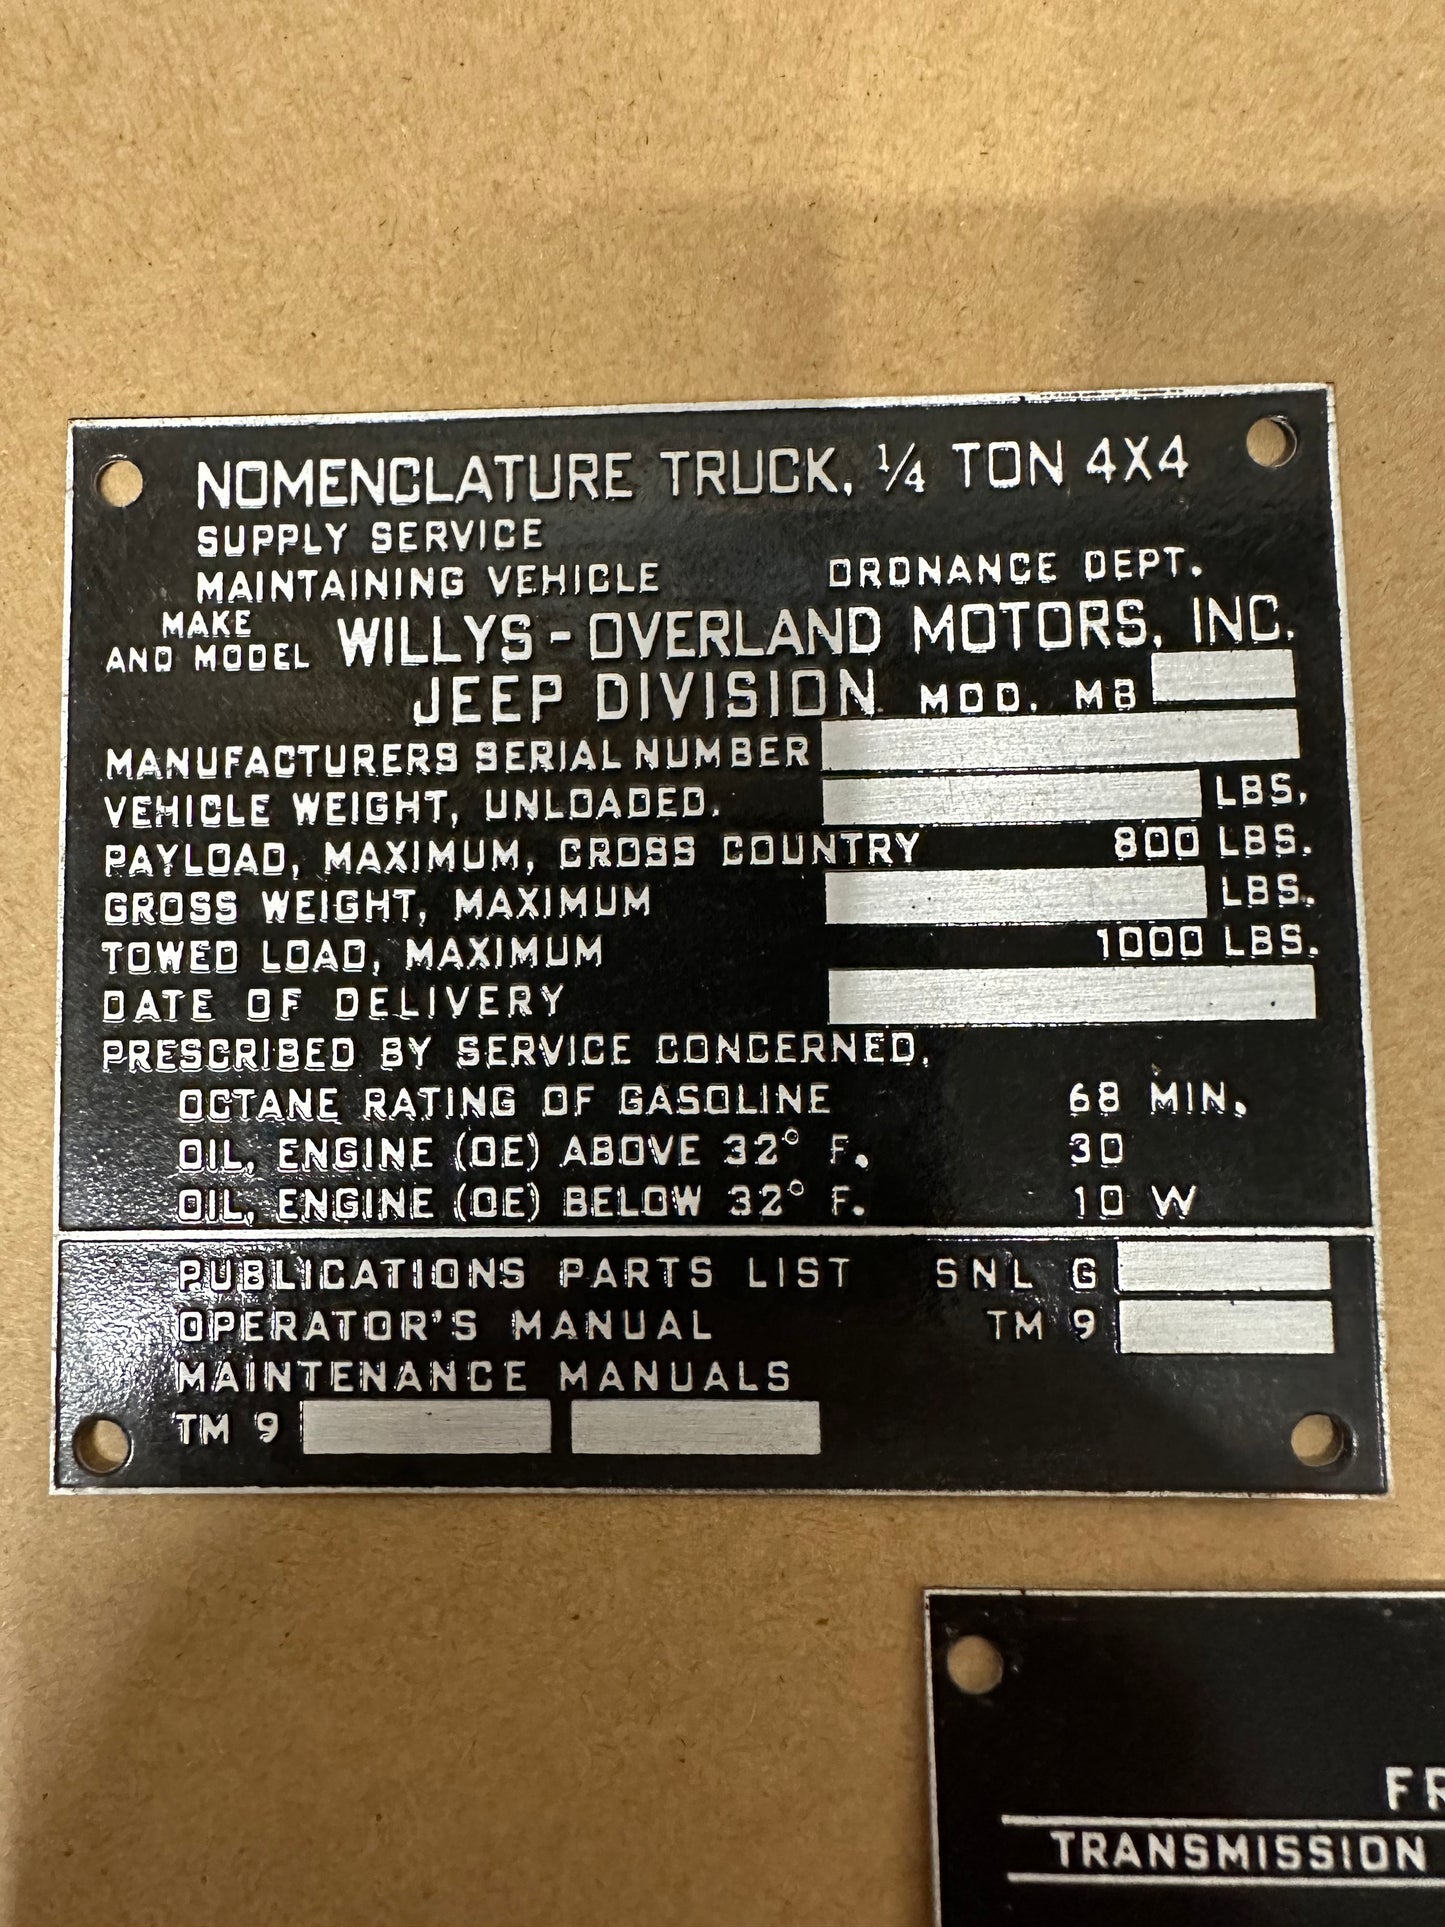 NOMENCLATURE TRUCK, ¼ TON 4X4
SUPPLY SERVICE
MAINTAINING VEHICLE ORDNANCE DEPT.
MAKE
AND MODEL WILLYS-OVERLAND MOTORS, INC.
JEEP DIVISION MOD. MB
MANUFACTURERS SERIAL NUMBER
VEHICLE WEIGHT, UNLOADED. LBS.
PAYLOAD, MAXIMUM, CROSS COUNTRY 800 LBS.
GROSS WEIGHT, MAXIMUM LBS.
TOWED LOAD, MAXIMUM 1000 LBS.
DATE OF DELIVERY
PRESCRIBED BY SERVICE CONCERNED.
OCTANE RATING OF GASOLINE 68 MIN.
OIL, ENGINE (OE) ABOVE 32° F. 30
OIL, ENGINE (OE) BELOW 32° F. 10 W
PUBLICATIONS PARTS LIST SNL G
OPERATOR'S MANUAL TM 9
MAINTENANCE MANUALS
TM 9
FR
TRANSMISSION